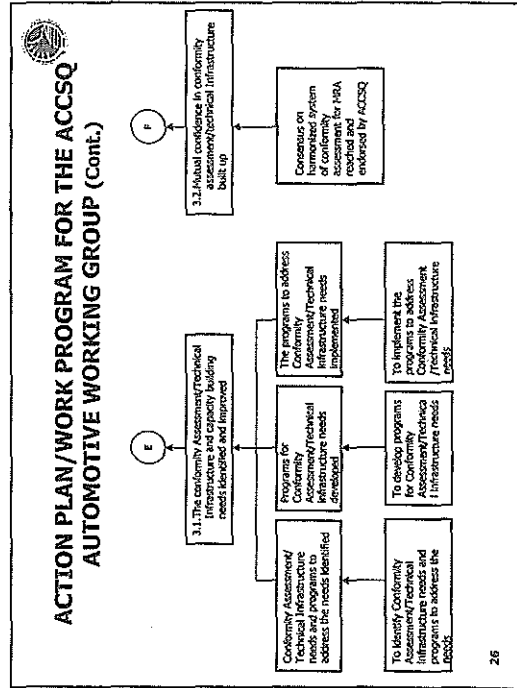 ACTION PLAN/WORK PROGRAM FOR THE ACCSQ
AUTOMOTIVE WORKING GROUP (Cont.)
E
F
3.1.The conformity Assessment/Technical
Infrastructure and capacity building
needs identified and improved
3.2.Mutual confidence in conformity
assessment/technical infrastructure
built up
Conformity Assessment/
Technical Infrastructure
needs and programs to
address the needs identified
Programs for
Conformity
Assessment/Technical
Infrastructure needs
developed
The programs to address
Conformity
Assessment/Technical
Infrastructure needs
implemented
Consensus on
harmonized system
of conformity
assessment for MRA
reached and
endorsed by ACCSQ
To identify Conformity
Assessment/Technical
Infrastructure needs and
programs to address the
needs
To develop programs
for Conformity
Assessment/Technica
l Infrastructure needs
To implement the
programs to address
Conformity Assessment
/Technical Infrastructure
needs
26